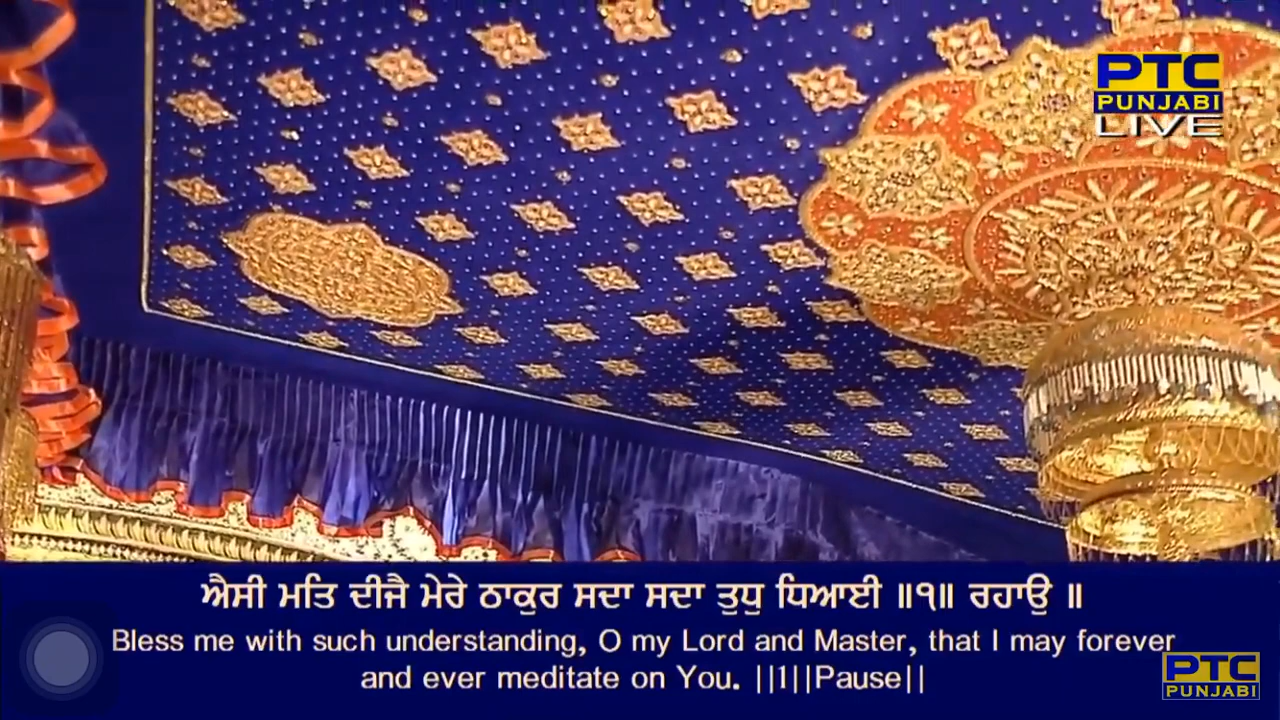 PTC
PUNJABI
LIVE
ਐਸੀ ਮਤਿ ਦੀਜੈ ਮੇਰੇ ਠਾਕੁਰ ਸਦਾ ਸਦਾ ਤੁਧੁ ਧਿਆਈ ॥੧॥ ਰਹਾਉ ॥
Bless me with such understanding, O my Lord and Master, that I may forever
and ever meditate on You. ||1||Pause||
PTC
PUNJABI